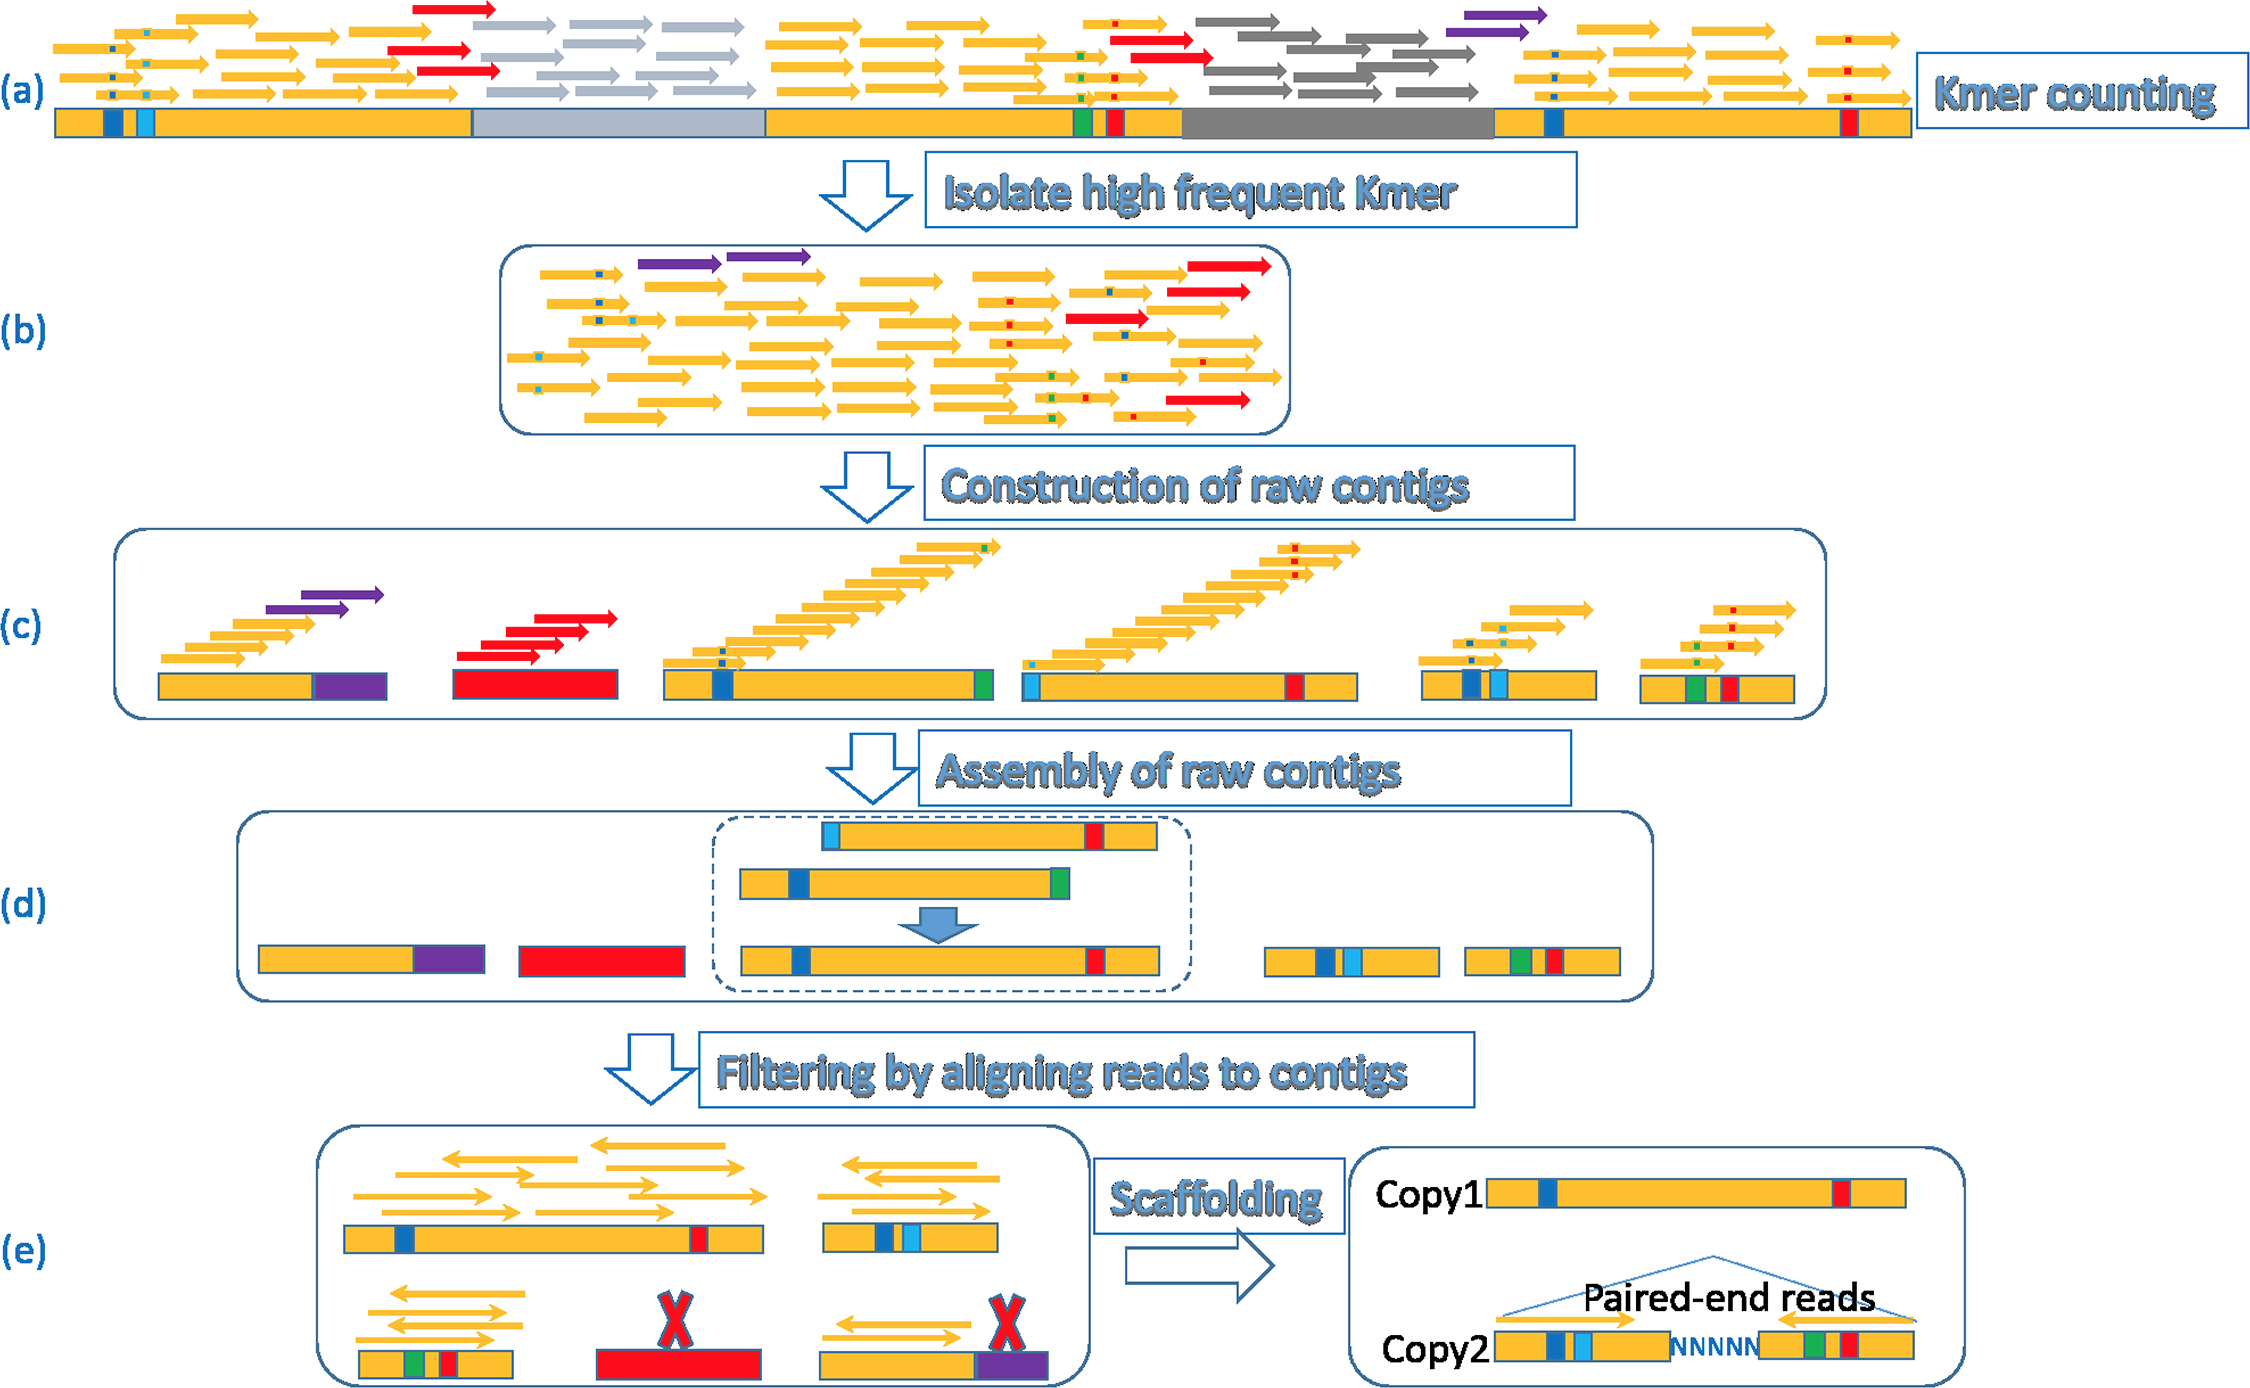 (a)
Kmer counting
Isolate high frequent Kmer
(b)
Construction of raw contigs
(c)
Assembly of raw contigs
(d)
Filtering by aligning reads to contigs
(e)
Scaffolding
Copy1
Paired-end reads
Copy2
NNNNN